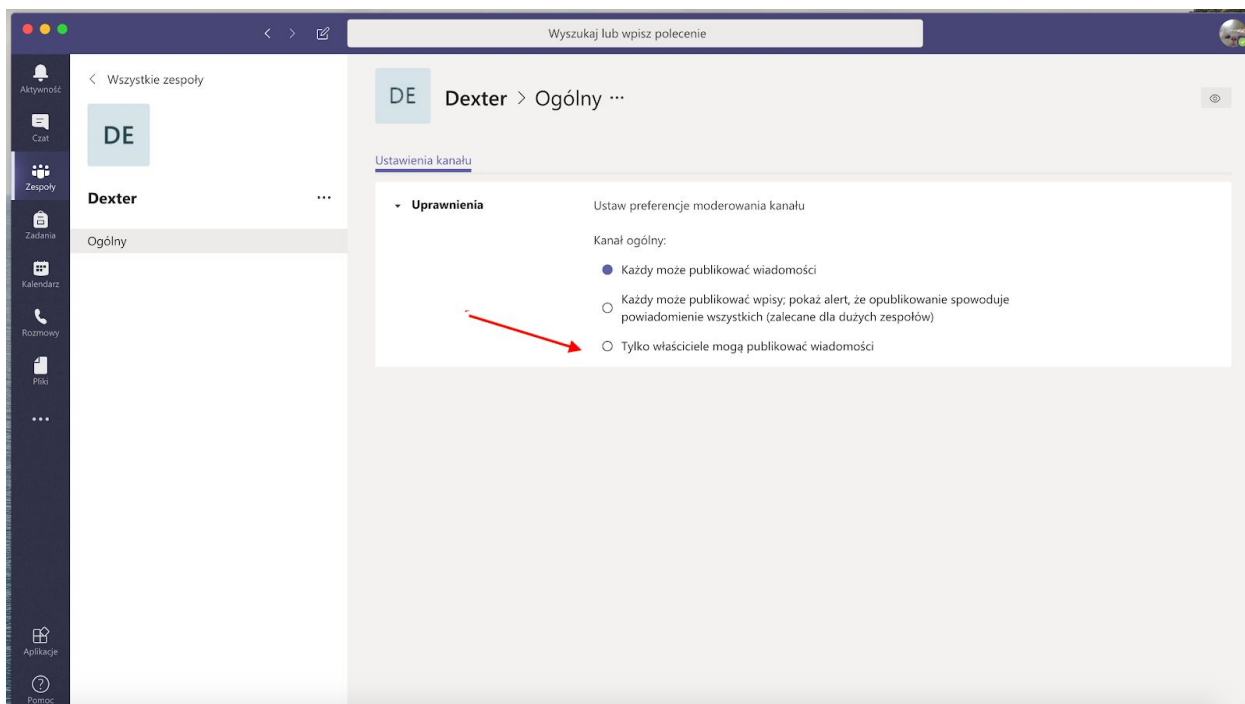 Wyszukaj lub wpisz polecenie
Aktywność
Czat
Zespoły
Zadania
Kalendarz
Rozmowy
Pliki
Aplikacje
Pomoc
Wszystkie zespoły
DE
Dexter
Ogólny
DE Dexter > Ogólny
Ustawienia kanału
Uprawnienia
Ustaw preferencje moderowania kanału
Kanał ogólny:
Każdy może publikować wiadomości
Każdy może publikować wpisy; pokaż alert, że opublikowanie spowoduje
powiadomienie wszystkich (zalecane dla dużych zespołów)
Tylko właściciele mogą publikować wiadomości